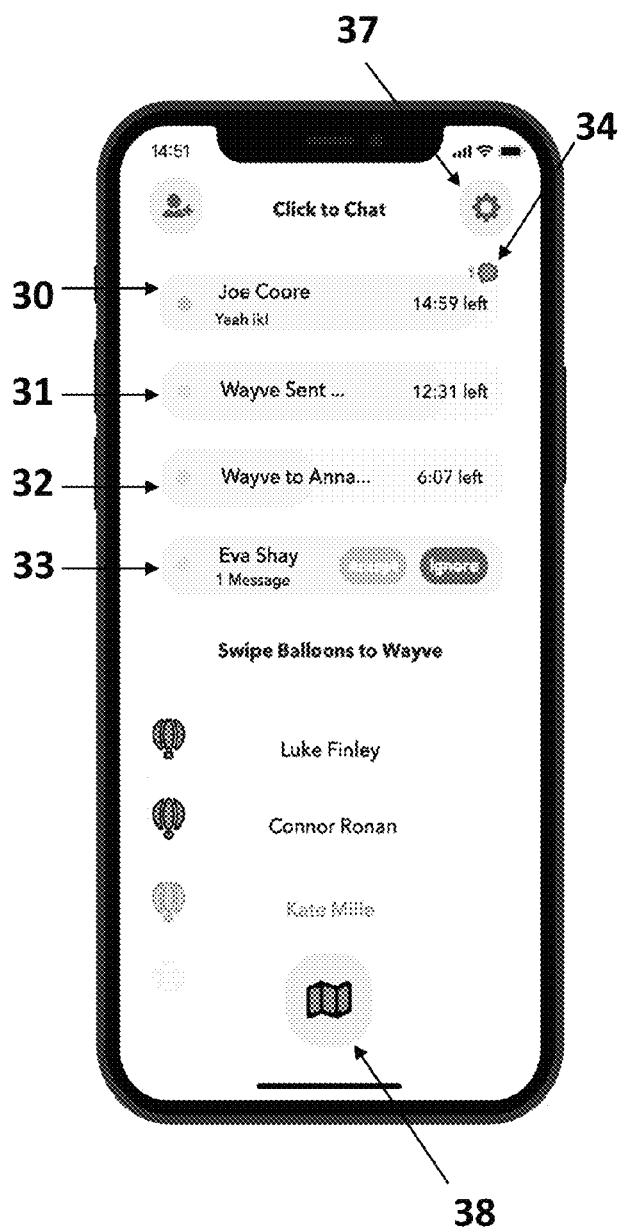 37
34
14:51
Click to Chat
30
Joe Coore
14:59 left
Yeah ikl
31
Wayve Sent ...
12:31 left
32
Wayve to Anna...
6:07 left
33
Eva Shay
1 Message
Ignore
Swipe Balloons to Wayve
Luke Finley
Connor Ronan
Kate Mille
38